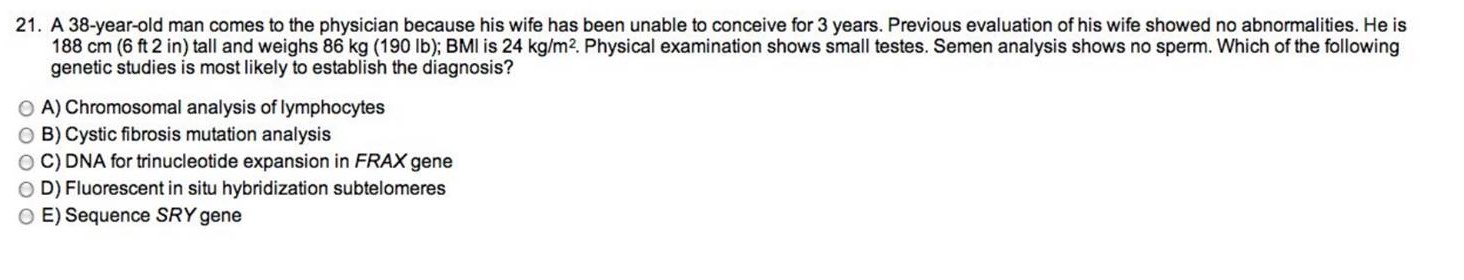 21. A 38-year-old man comes to the physician because his wife has been unable to conceive for 3 years. Previous evaluation of his wife showed no abnormalities. He is
188 cm (6 ft 2 in) tall and weighs 86 kg (190 lb); BMI is 24 kg/m². Physical examination shows small testes. Semen analysis shows no sperm. Which of the following
genetic studies is most likely to establish the diagnosis?
A) Chromosomal analysis of lymphocytes
B) Cystic fibrosis mutation analysis
C) DNA for trinucleotide expansion in FRAX gene
D) Fluorescent in situ hybridization subtelomeres
E) Sequence SRY gene